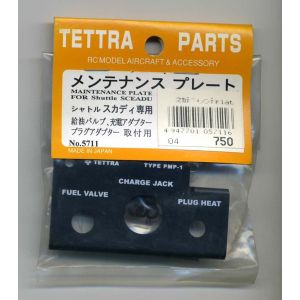 TETTRA PARTS
RC MODEL AIRCRAFT & ACCESSORY
メンテナンス プレート
MAINTENANCE PLATE
FOR Shuttle SCEADU
シャトル スカディ専用
給油バルブ、充電アダプター
プラグアダプター 取付用
No.5711
MADE IN JAPAN
4 947701 057116
04 750
TETTRA TYPE PMP-1
CHARGE JACK
FUEL VALVE
PLUG HEAT